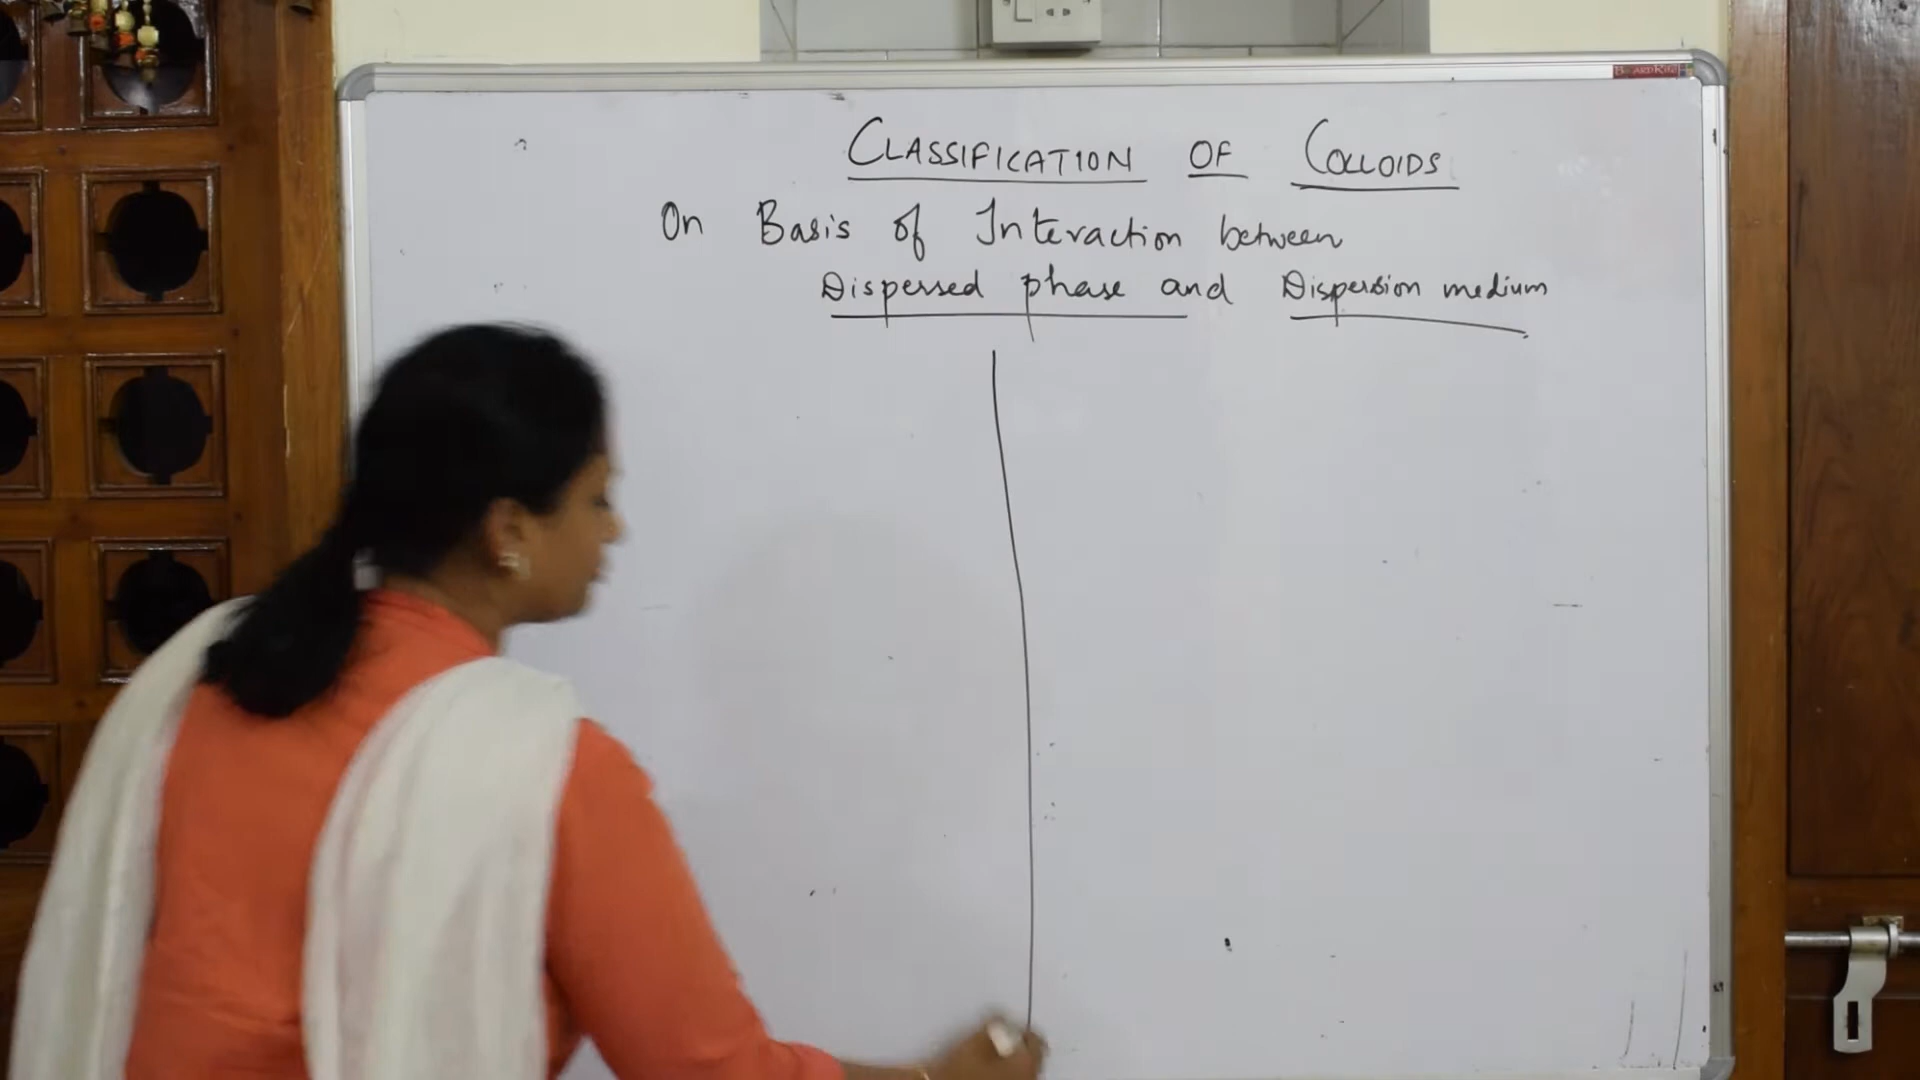 CLASSIFICATION OF COLLOIDS
On Basis of Interaction between
Dispersed phase and Dispersion medium